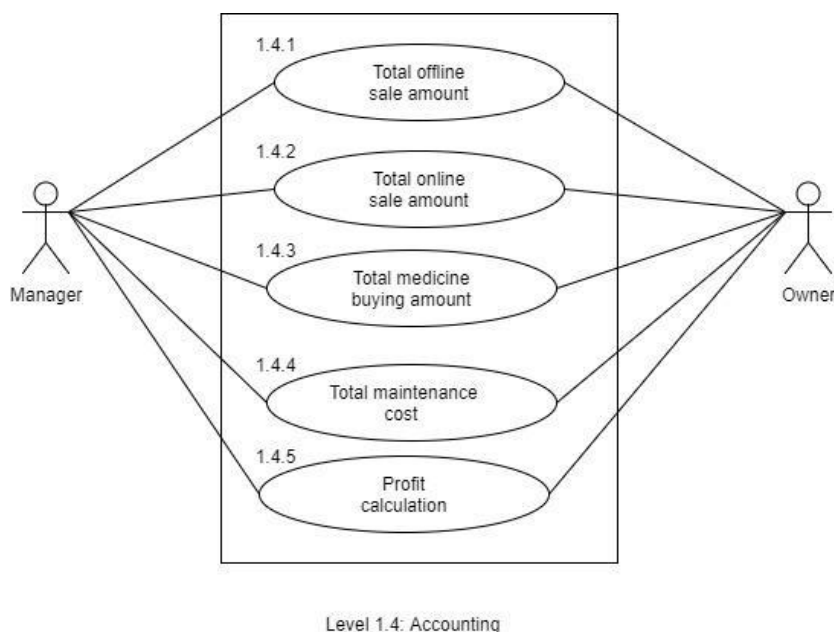 1.4.1
Total offline
sale amount
1.4.2
Total online
sale amount
1.4.3
Total medicine
buying amount
Manager
Owner
1.4.4
Total maintenance
cost
1.4.5
Profit
calculation
Level 1.4: Accounting